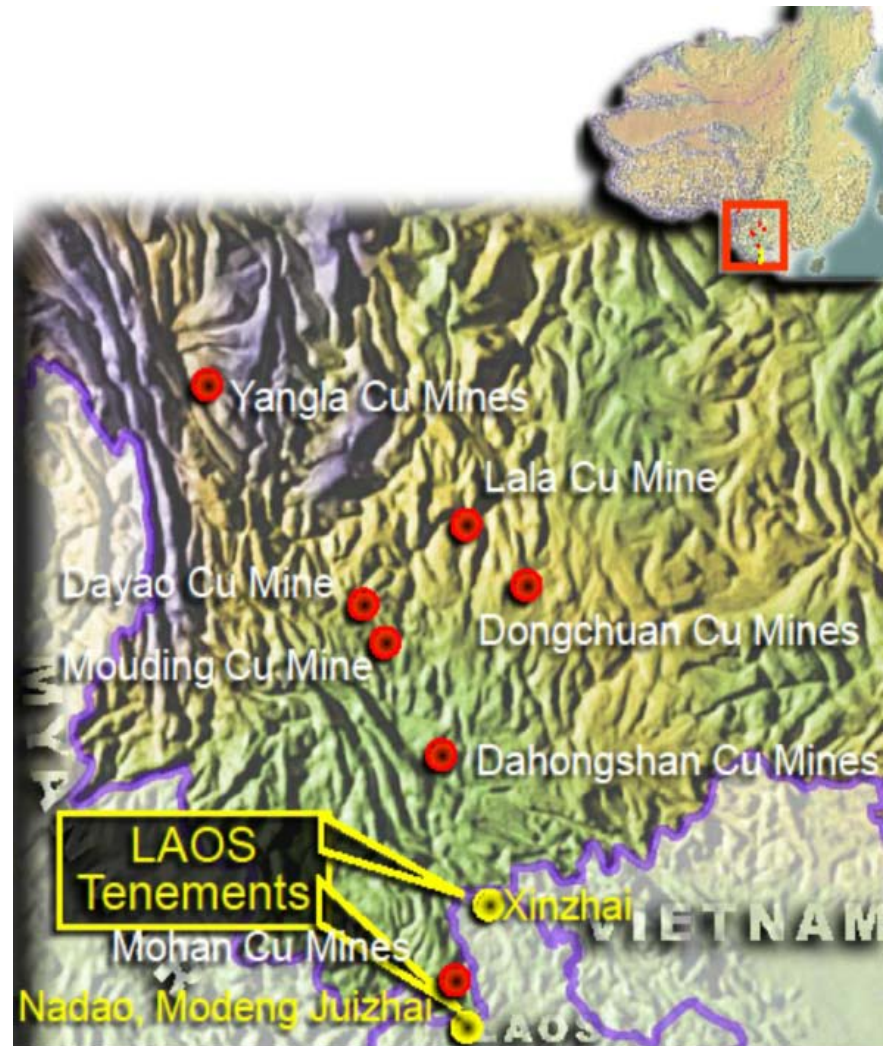 Yangla Cu Mines
Lala Cu Mine
Dayao Cu Mine
Dongchuan Cu Mines
Mouding Cu Mine
MYA
Dahongshan Cu Mines
LAOS
Tenements
Xinzhai
VIETNAM
Mohan Cu Mines
Nadao, Modeng Juizhai
LAOS